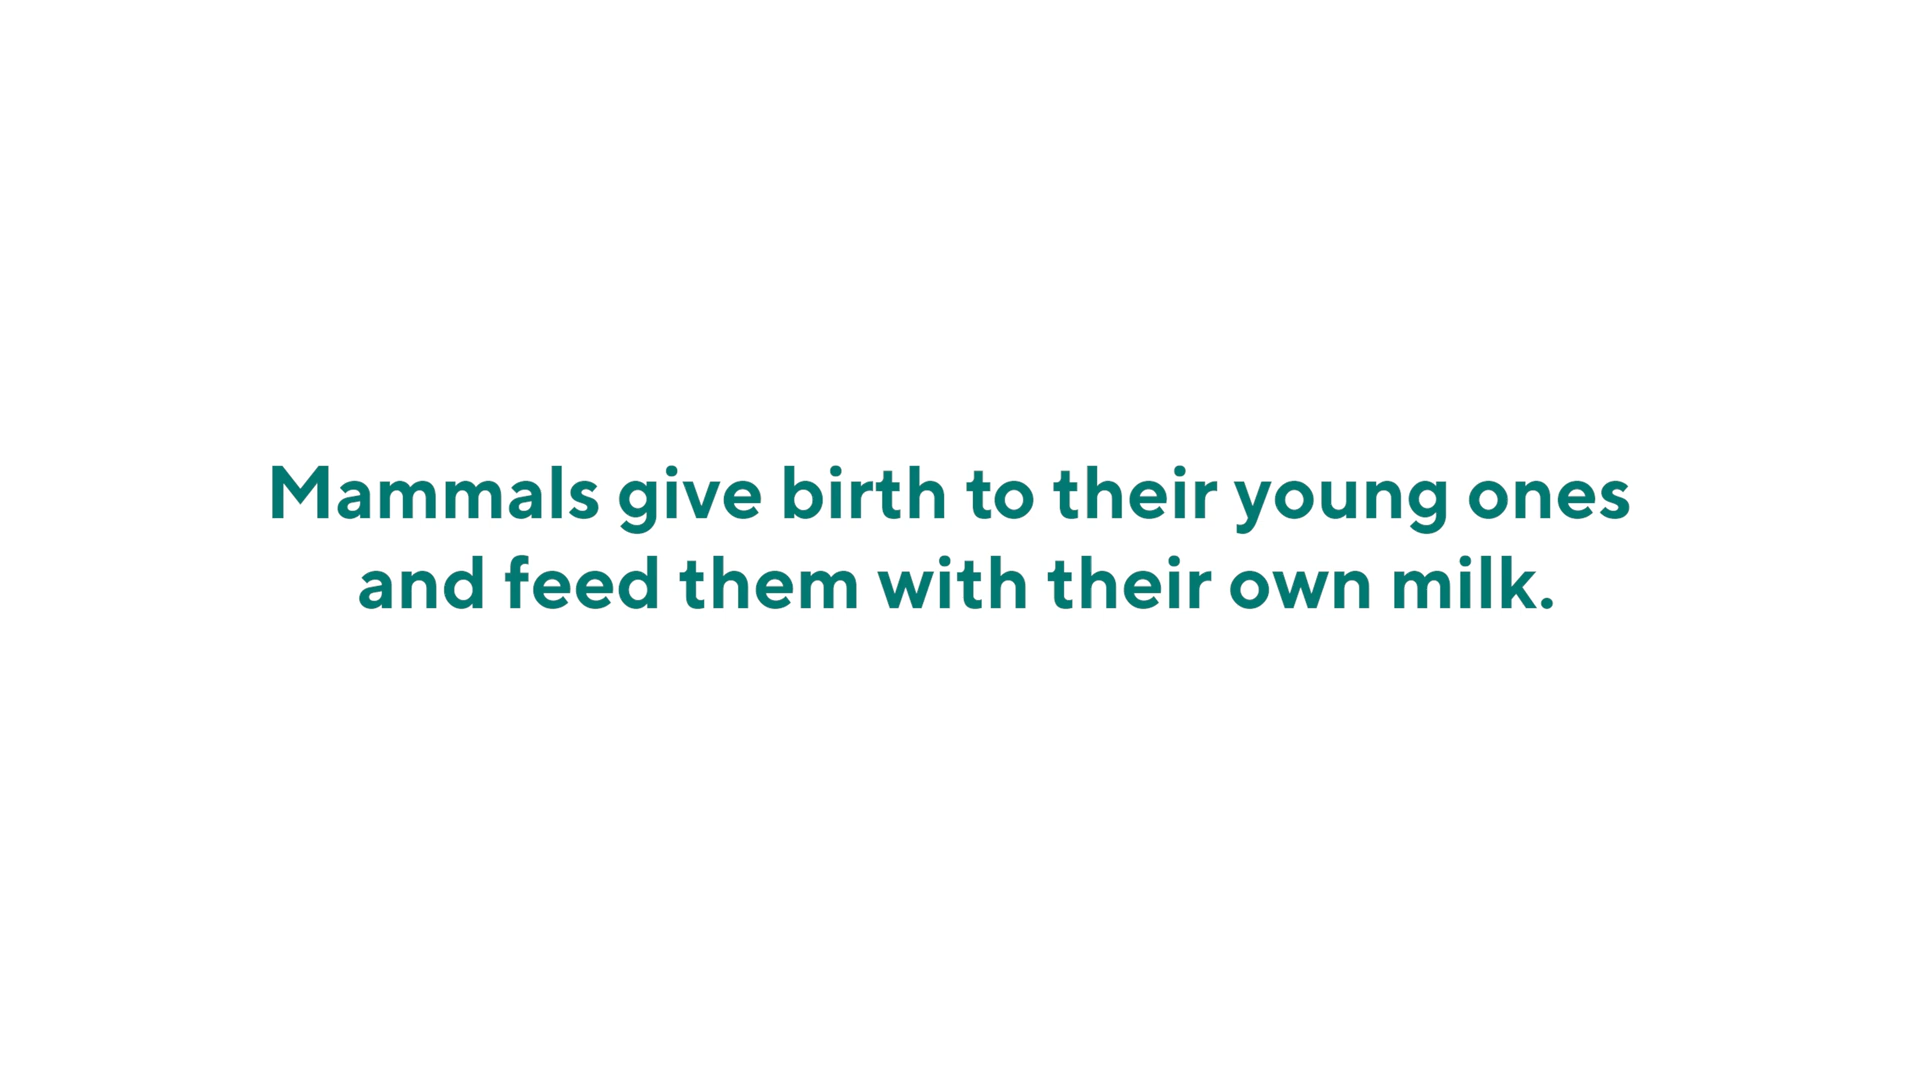 Mammals give birth to their young ones
and feed them with their own milk.